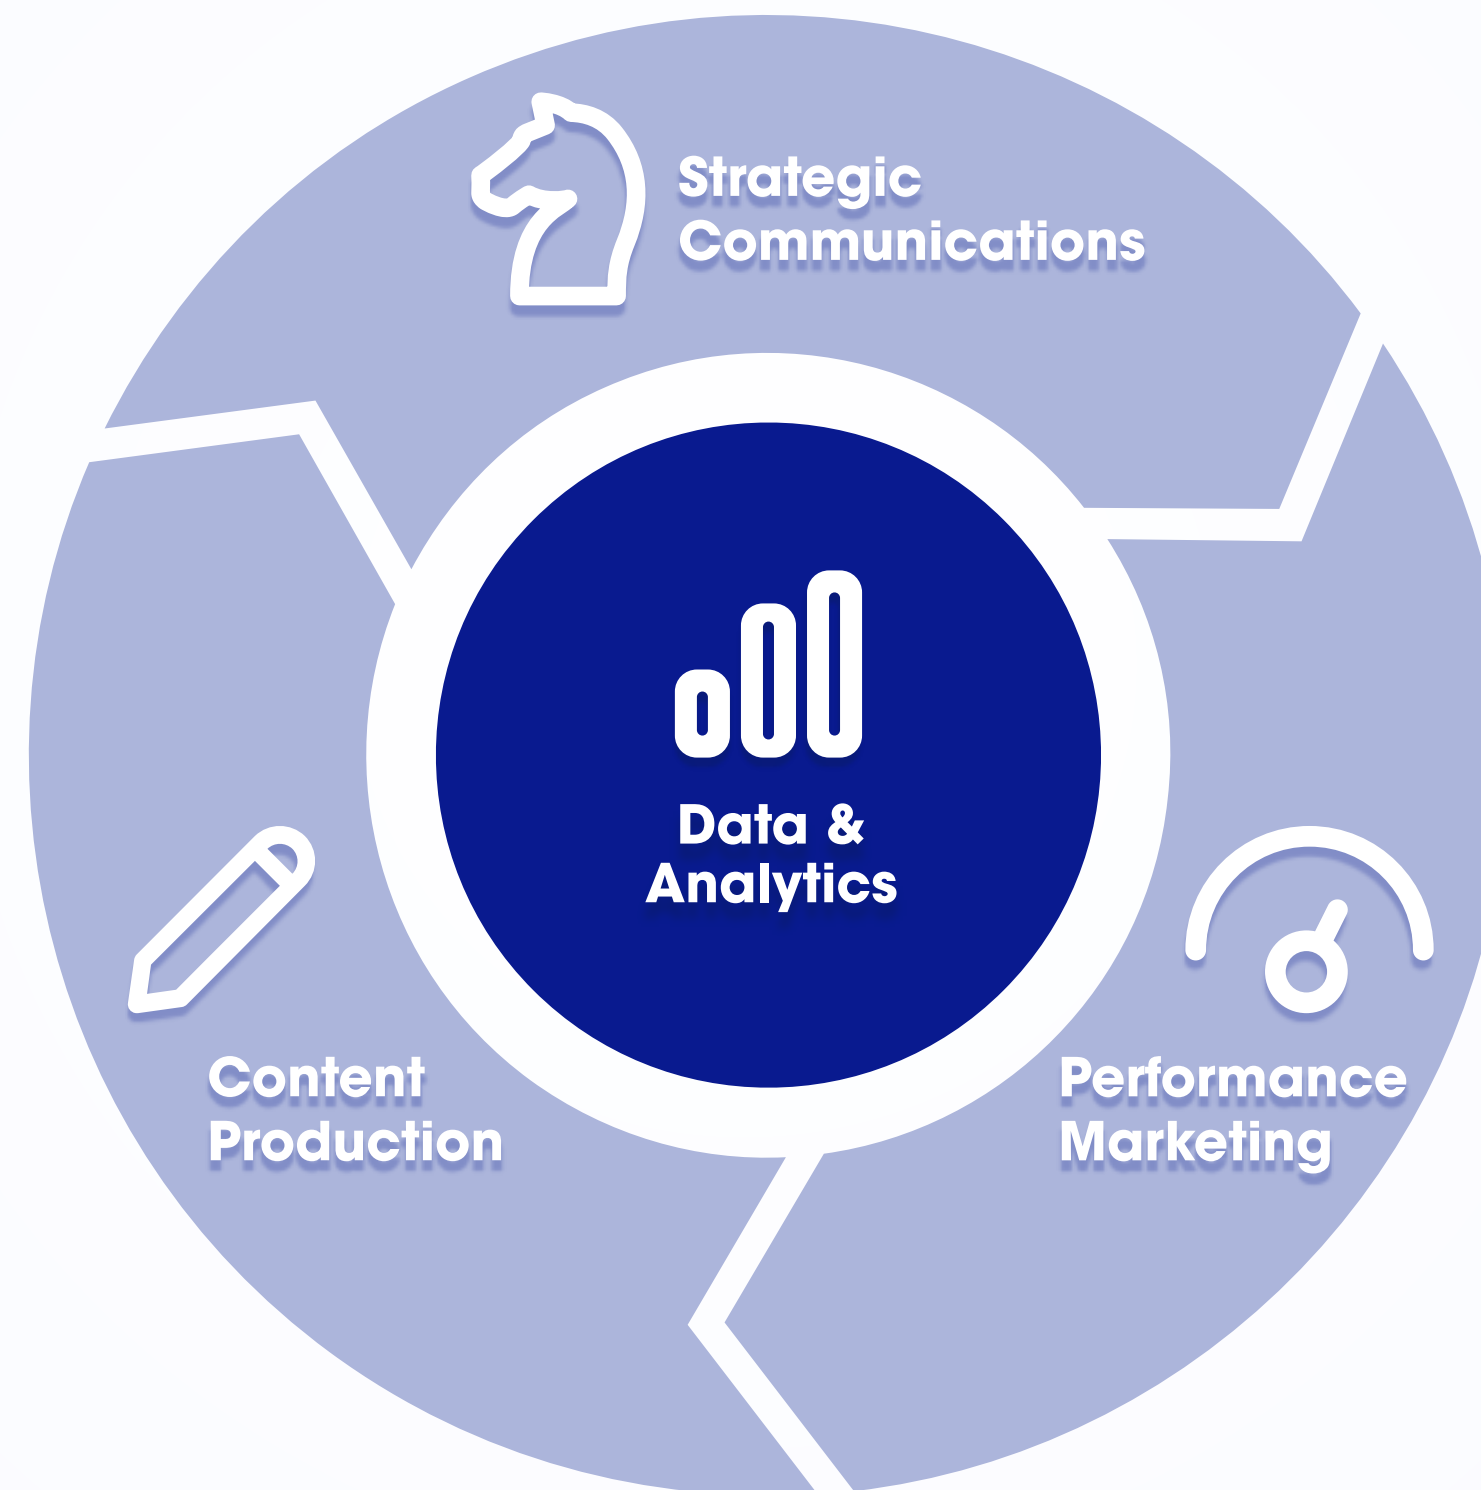 Strategic
Communications
Data &
Analytics
Content
Production
Performance
Marketing